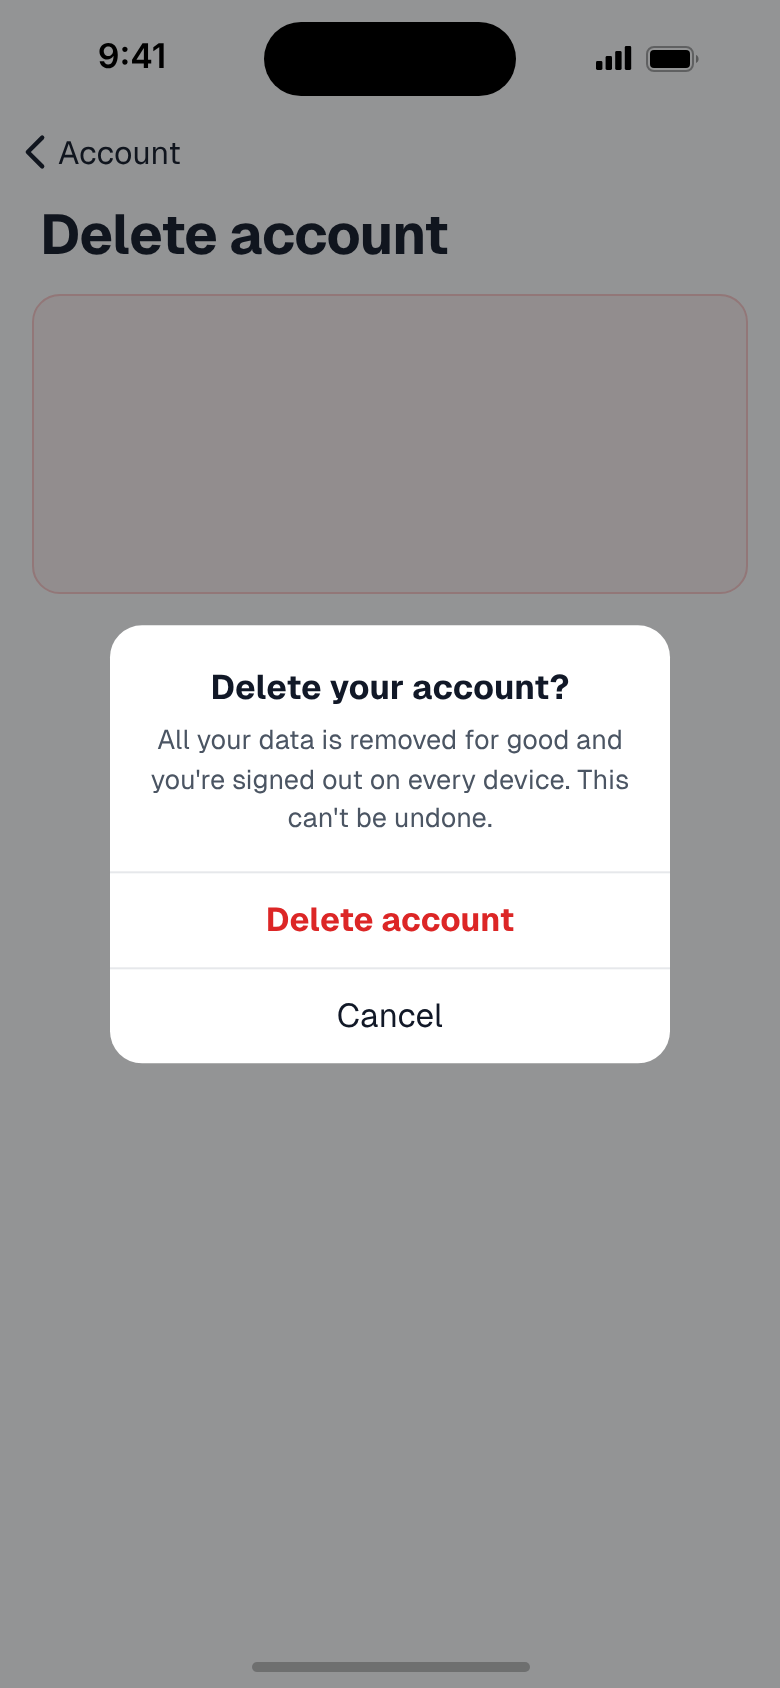 9:41
Account
Delete account
Delete your account?
All your data is removed for good and
you're signed out on every device. This
can't be undone.
Delete account
Cancel